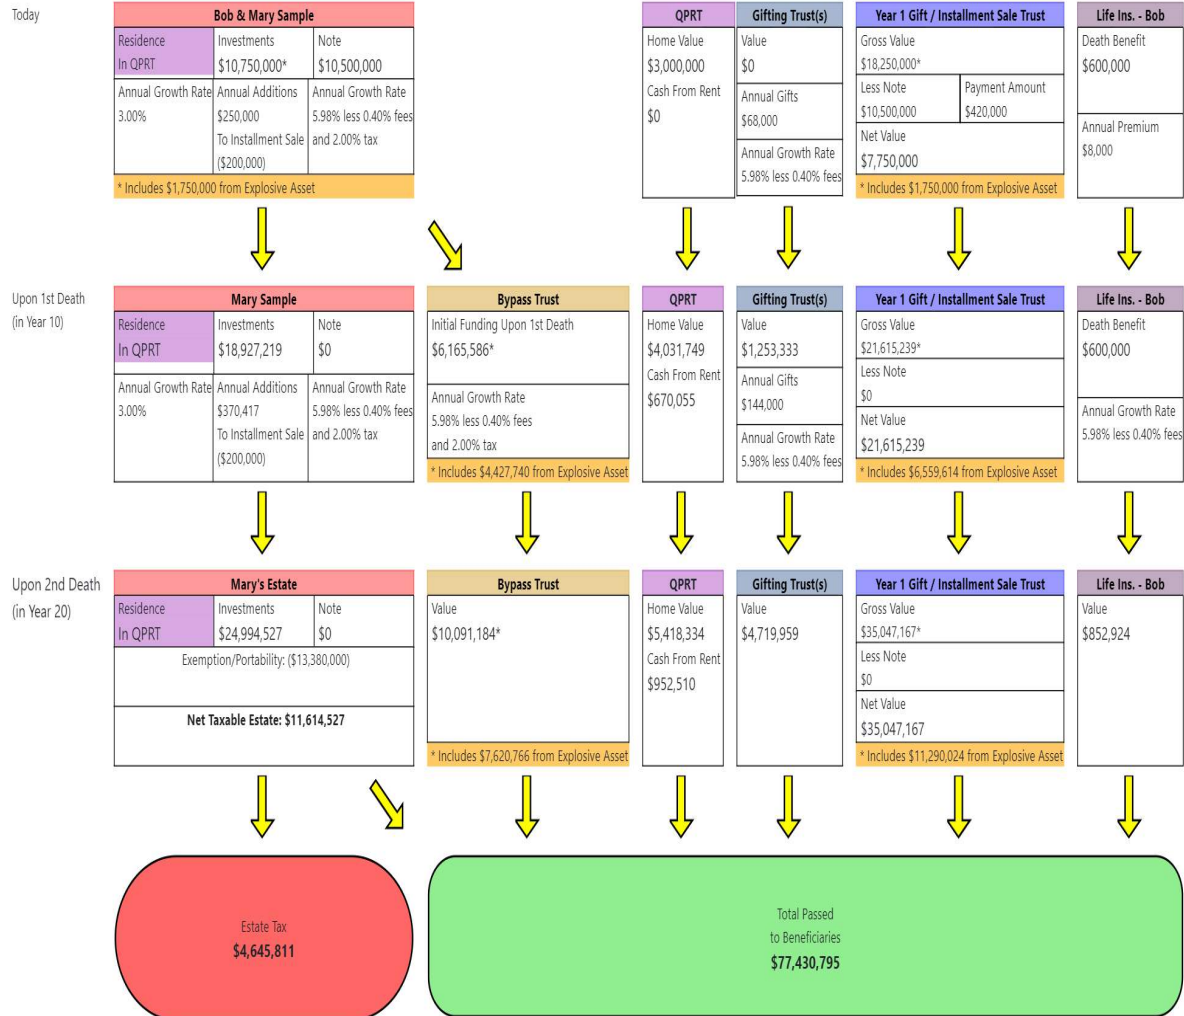 Today
Bob & Mary Sample
Residence
In QPRT
Investments
$10,750,000*
Note
$10,500,000
Annual Growth Rate
3.00%
Annual Additions
$250,000
To Installment Sale
($200,000)
Annual Growth Rate
5.98% less 0.40% fees
and 2.00% tax
* Includes $1,750,000 from Explosive Asset
QPRT
Home Value
$3,000,000
Cash From Rent
$0
Gifting Trust(s)
Value
$0
Annual Gifts
$68,000
Annual Growth Rate
5.98% less 0.40% fees
Year 1 Gift / Installment Sale Trust
Gross Value
$18,250,000*
Less Note
$10,500,000
Payment Amount
$420,000
Net Value
$7,750,000
* Includes $1,750,000 from Explosive Asset
Life Ins. - Bob
Death Benefit
$600,000
Annual Premium
$8,000
Upon 1st Death
(in Year 10)
Mary Sample
Residence
In QPRT
Investments
$18,927,219
Note
$0
Annual Growth Rate
3.00%
Annual Additions
$370,417
To Installment Sale
($200,000)
Annual Growth Rate
5.98% less 0.40% fees
and 2.00% tax
Bypass Trust
Initial Funding Upon 1st Death
$6,165,586*
Annual Growth Rate
5.98% less 0.40% fees
and 2.00% tax
* Includes $4,427,740 from Explosive Asset
QPRT
Home Value
$4,031,749
Cash From Rent
$670,055
Gifting Trust(s)
Value
$1,253,333
Annual Gifts
$144,000
Annual Growth Rate
5.98% less 0.40% fees
Year 1 Gift / Installment Sale Trust
Gross Value
$21,615,239*
Less Note
$0
Net Value
$21,615,239
* Includes $6,559,614 from Explosive Asset
Life Ins. - Bob
Death Benefit
$600,000
Annual Growth Rate
5.98% less 0.40% fees
Upon 2nd Death
(in Year 20)
Mary's Estate
Residence
In QPRT
Investments
$24,994,527
Note
$0
Exemption/Portability: ($13,380,000)
Net Taxable Estate: $11,614,527
Bypass Trust
Value
$10,091,184*
* Includes $7,620,766 from Explosive Asset
QPRT
Home Value
$5,418,334
Cash From Rent
$952,510
Gifting Trust(s)
Value
$4,719,959
Year 1 Gift / Installment Sale Trust
Gross Value
$35,047,167*
Less Note
$0
Net Value
$35,047,167
* Includes $11,290,024 from Explosive Asset
Life Ins. - Bob
Value
$852,924
Estate Tax
$4,645,811
Total Passed
to Beneficiaries
$77,430,795